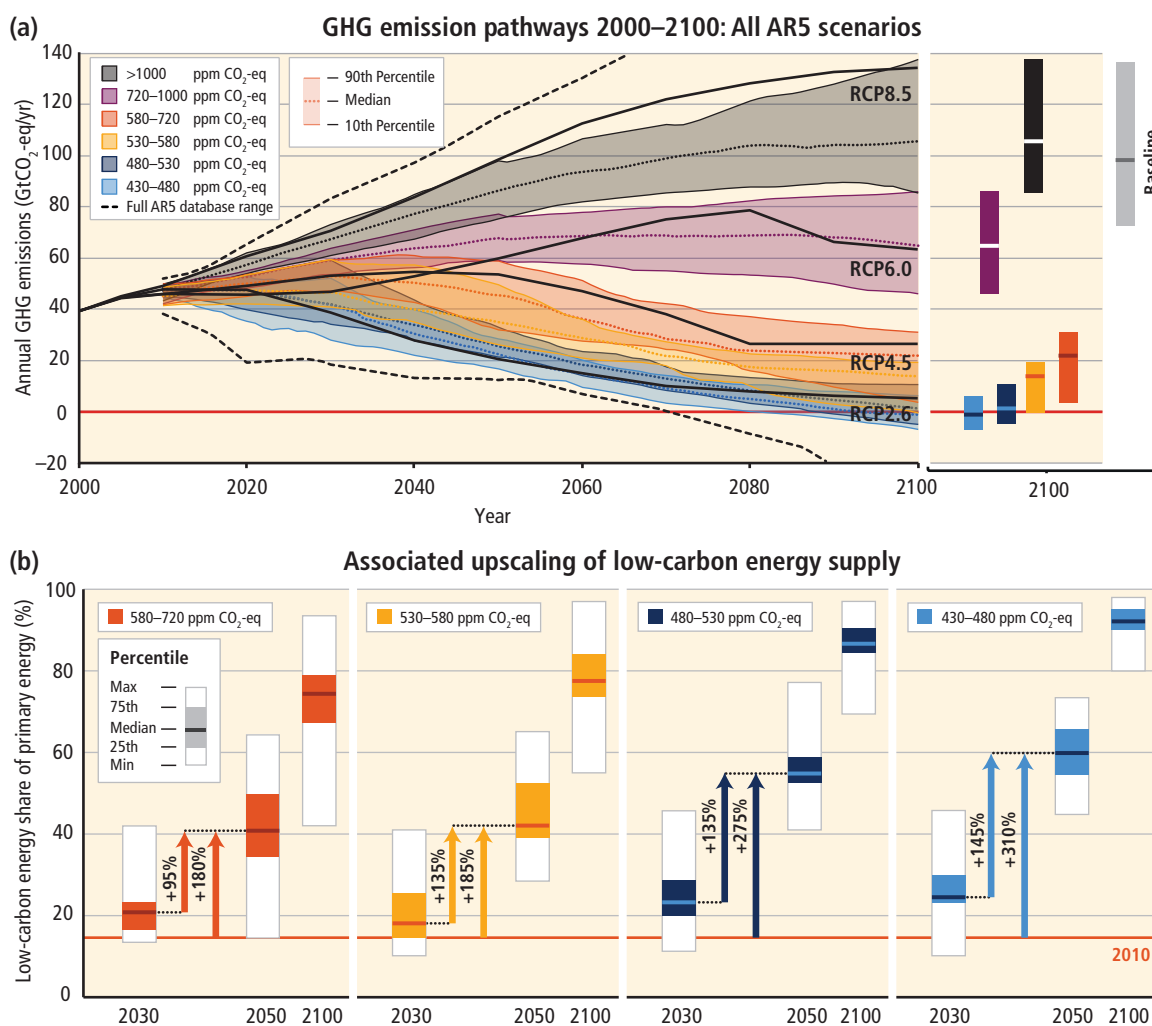 (a) GHG emission pathways 2000–2100: All AR5 scenarios
Annual GHG emissions (GtCO2-eq/yr)
140
120
100
80
60
40
20
0
−20
>1000 ppm CO2-eq
720–1000 ppm CO2-eq
580–720 ppm CO2-eq
530–580 ppm CO2-eq
480–530 ppm CO2-eq
430–480 ppm CO2-eq
Full AR5 database range
90th Percentile
Median
10th Percentile
RCP8.5
RCP6.0
RCP4.5
RCP2.6
Baseline
2000 2020 2040 2060 2080 2100 2100
Year
(b) Associated upscaling of low-carbon energy supply
Low-carbon energy share of primary energy (%)
100
80
60
40
20
0
580–720 ppm CO2-eq
530–580 ppm CO2-eq
480–530 ppm CO2-eq
430–480 ppm CO2-eq
Percentile
Max
75th
Median
25th
Min
+95%
+180%
+135%
+185%
+135%
+275%
+145%
+310%
2010
2030 2050 2100 2030 2050 2100 2030 2050 2100 2030 2050 2100